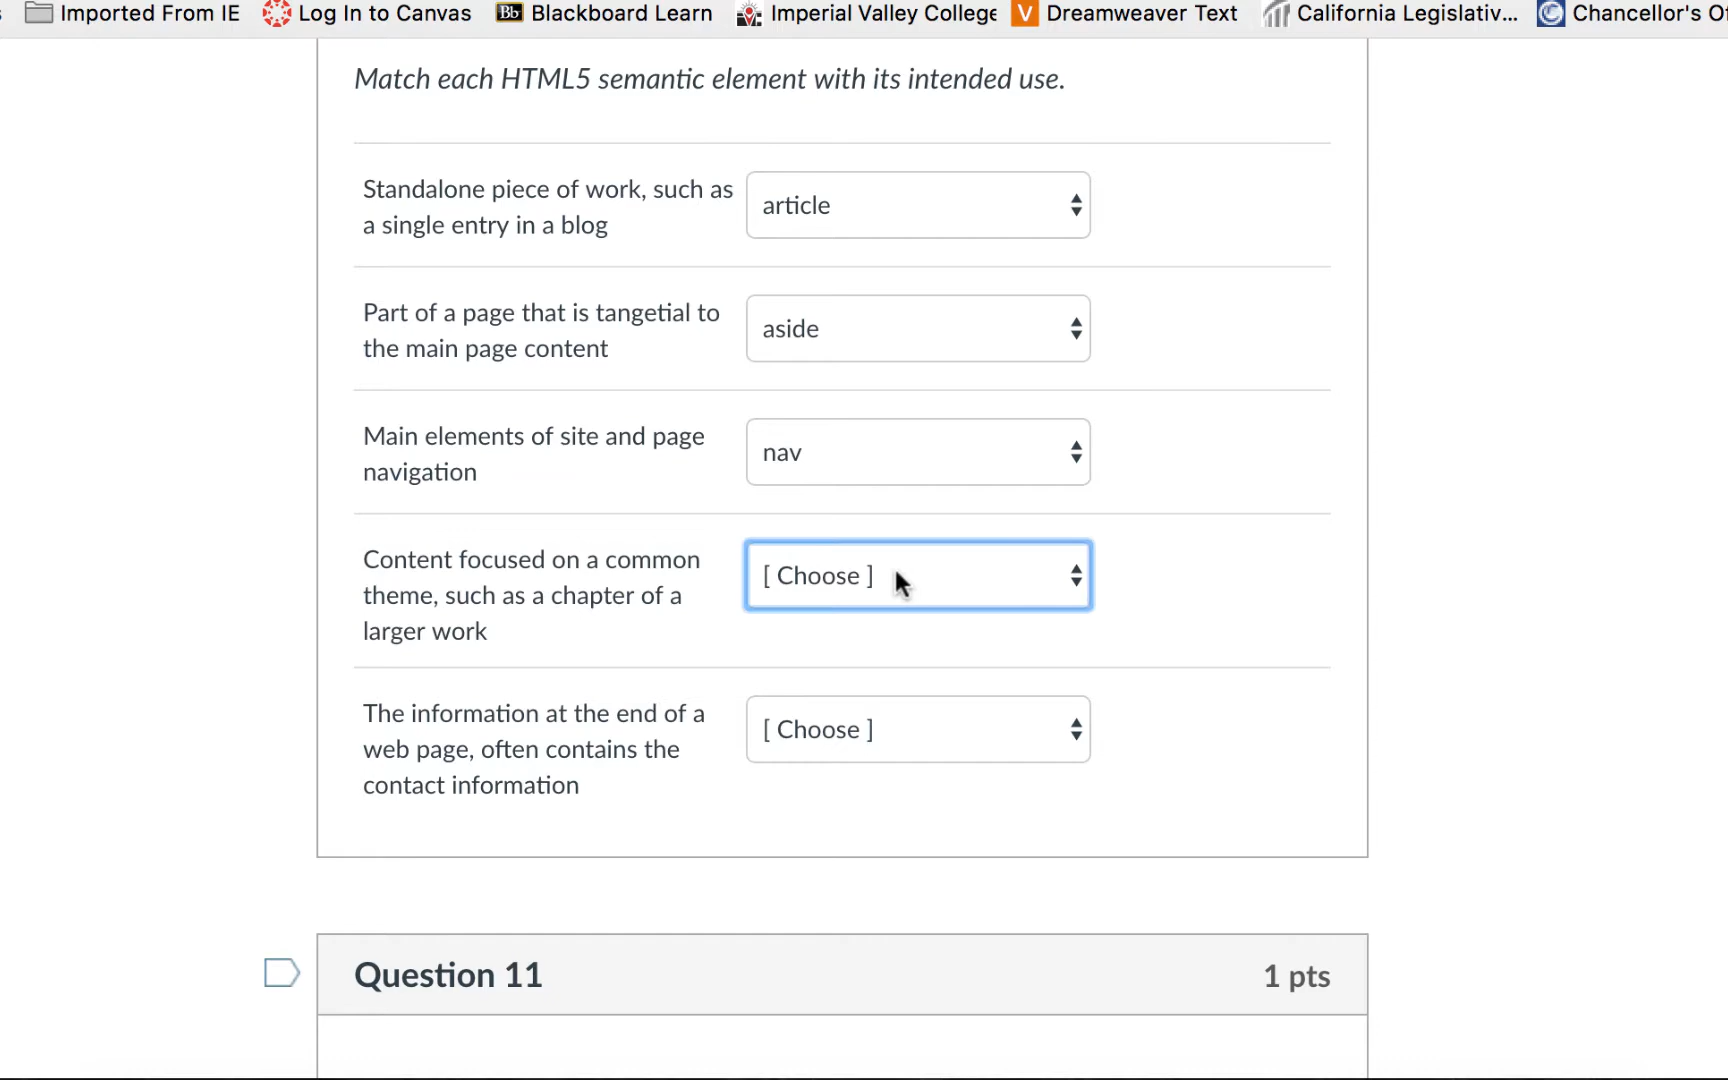 Imported From IE Log In to Canvas Bb Blackboard Learn Imperial Valley College V Dreamweaver Text California Legislativ... Chancellor's Of
Match each HTML5 semantic element with its intended use.
Standalone piece of work, such as
a single entry in a blog
article
Part of a page that is tangetial to
the main page content
aside
Main elements of site and page
navigation
nav
Content focused on a common
theme, such as a chapter of a
larger work
[ Choose ]
The information at the end of a
web page, often contains the
contact information
[ Choose ]
Question 11 1 pts